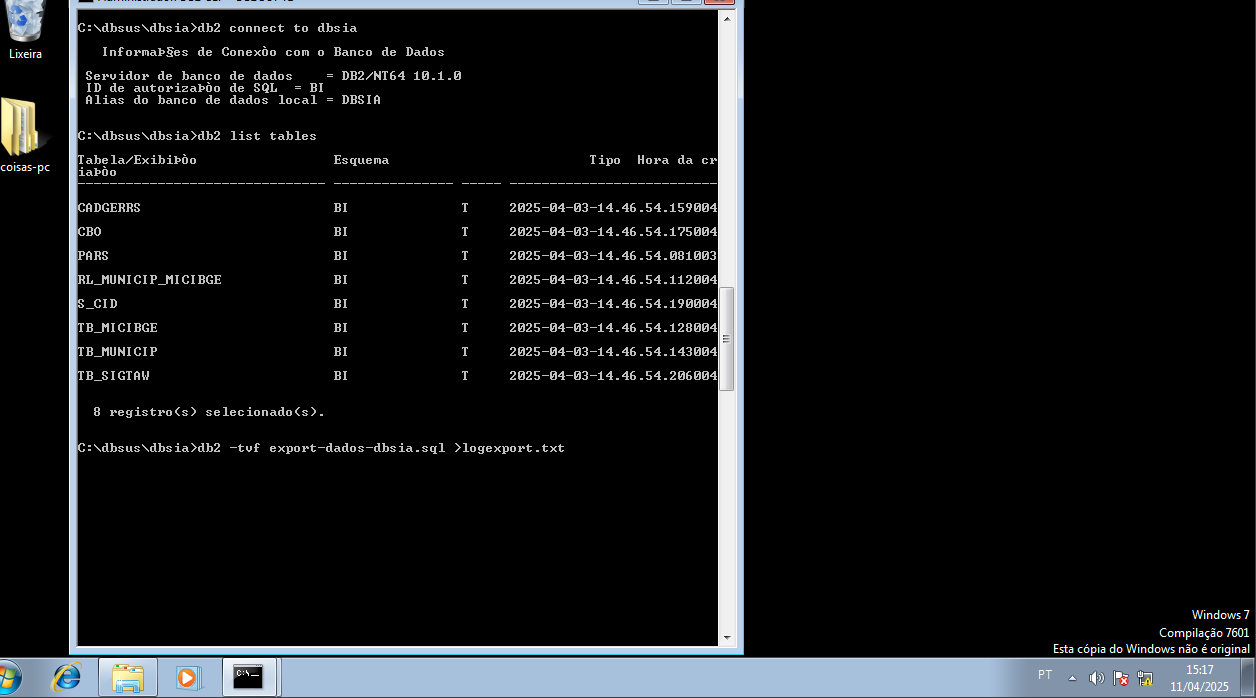 C:\dbsus\dbsia>db2 connect to dbsia
Lixeira
InformaÞ§es de ConexÒo com o Banco de Dados
Servidor de banco de dados = DB2/NT64 10.1.0
ID de autorizaÞÒo de SQL = BI
Alias do banco de dados local = DBSIA
C:\dbsus\dbsia>db2 list tables
coisas-pc
Tabela/ExibiÞÒo Esquema Tipo Hora da cr
iaÞÒo
------------------------------- --------------- ----- --------------------------
CADGERRS BI T 2025-04-03-14.46.54.159004
CBO BI T 2025-04-03-14.46.54.175004
PARS BI T 2025-04-03-14.46.54.081003
RL_MUNICIP_MICIBGE BI T 2025-04-03-14.46.54.112004
S_CID BI T 2025-04-03-14.46.54.190004
TB_MICIBGE BI T 2025-04-03-14.46.54.128004
TB_MUNICIP BI T 2025-04-03-14.46.54.143004
TB_SIGTAW BI T 2025-04-03-14.46.54.206004
8 registro(s) selecionado(s).
C:\dbsus\dbsia>db2 -tvf export-dados-dbsia.sql >logexport.txt
Windows 7
Compilação 7601
Esta cópia do Windows não é original
C:\_
PT
15:17
11/04/2025